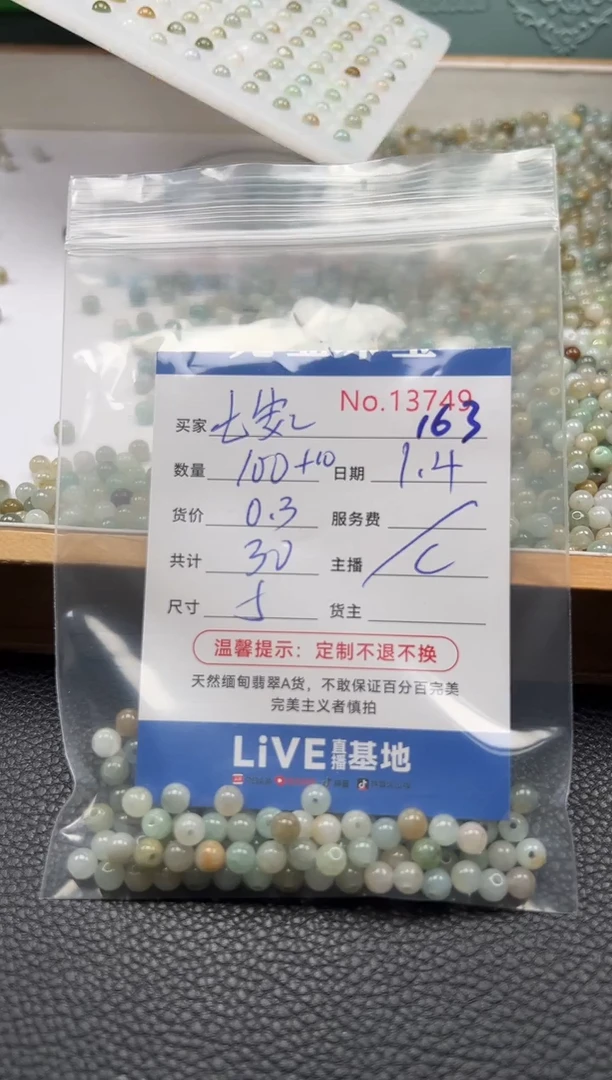 No.13749
163
买家
数量 100+10 日期 1.4
货价 0.3 服务费 /
共计 30 主播 C
尺寸 5 货主
温馨提示：定制不退不换
天然缅甸翡翠A货，不敢保证百分百完美
完美主义者慎拍
LiVE直播基地